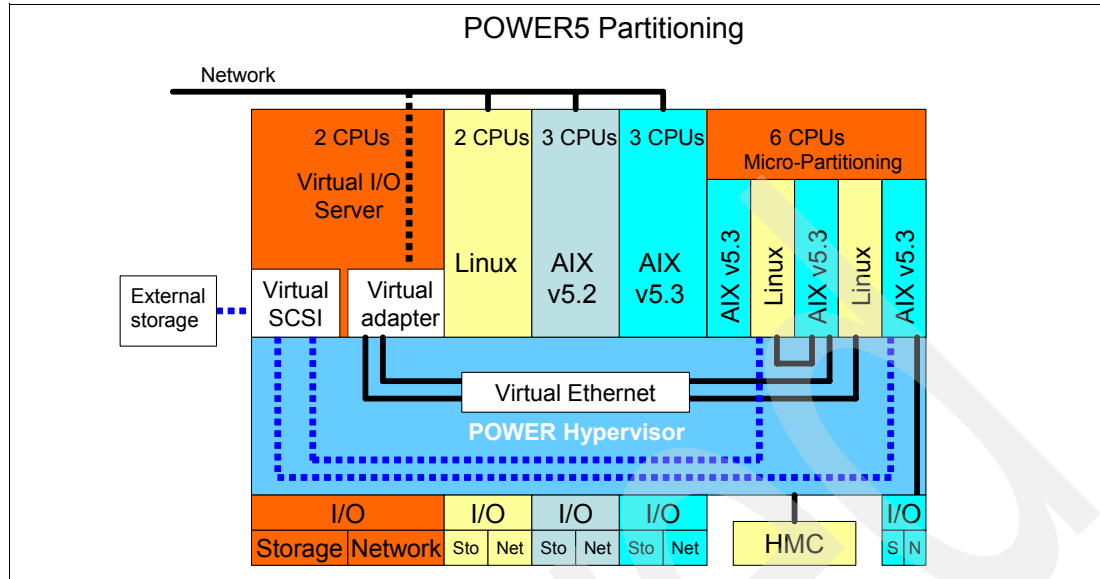 POWER5 Partitioning
Network
2 CPUs
2 CPUs
3 CPUs
3 CPUs
6 CPUs
Micro-Partitioning
Virtual I/O
Server
Linux
AIX
v5.2
AIX
v5.3
AIX v5.3
Linux
AIX v5.3
Linux
AIX v5.3
External
storage
Virtual
SCSI
Virtual
adapter
Virtual Ethernet
POWER Hypervisor
I/O
I/O
I/O
I/O
I/O
Storage
Network
Sto
Net
Sto
Net
Sto
Net
HMC
S
N